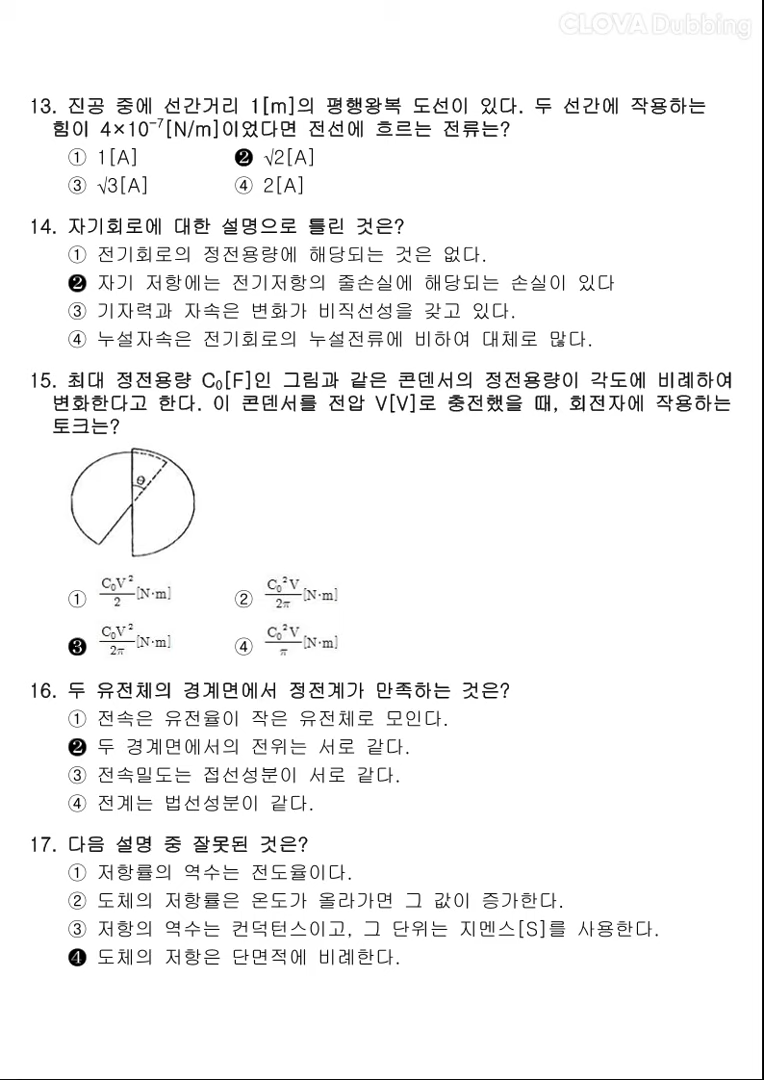 CLOVA Dubbing
13. 진공 중에 선간거리 1[m]의 평행왕복 도선이 있다. 두 선간에 작용하는
힘이 4×10⁻⁷[N/m]이었다면 전선에 흐르는 전류는?
① 1[A] ❷ √2[A]
③ √3[A] ④ 2[A]
14. 자기회로에 대한 설명으로 틀린 것은?
① 전기회로의 정전용량에 해당되는 것은 없다.
❷ 자기 저항에는 전기저항의 줄손실에 해당되는 손실이 있다
③ 기자력과 자속은 변화가 비직선성을 갖고 있다.
④ 누설자속은 전기회로의 누설전류에 비하여 대체로 많다.
15. 최대 정전용량 C₀[F]인 그림과 같은 콘덴서의 정전용량이 각도에 비례하여
변화한다고 한다. 이 콘덴서를 전압 V[V]로 충전했을 때, 회전자에 작용하는
토크는?
θ
① C₀V²/2[N·m] ② C₀²V/2π[N·m]
❸ C₀V²/2π[N·m] ④ C₀²V/π[N·m]
16. 두 유전체의 경계면에서 정전계가 만족하는 것은?
① 전속은 유전율이 작은 유전체로 모인다.
❷ 두 경계면에서의 전위는 서로 같다.
③ 전속밀도는 접선성분이 서로 같다.
④ 전계는 법선성분이 같다.
17. 다음 설명 중 잘못된 것은?
① 저항률의 역수는 전도율이다.
② 도체의 저항률은 온도가 올라가면 그 값이 증가한다.
③ 저항의 역수는 컨덕턴스이고, 그 단위는 지멘스[S]를 사용한다.
❹ 도체의 저항은 단면적에 비례한다.